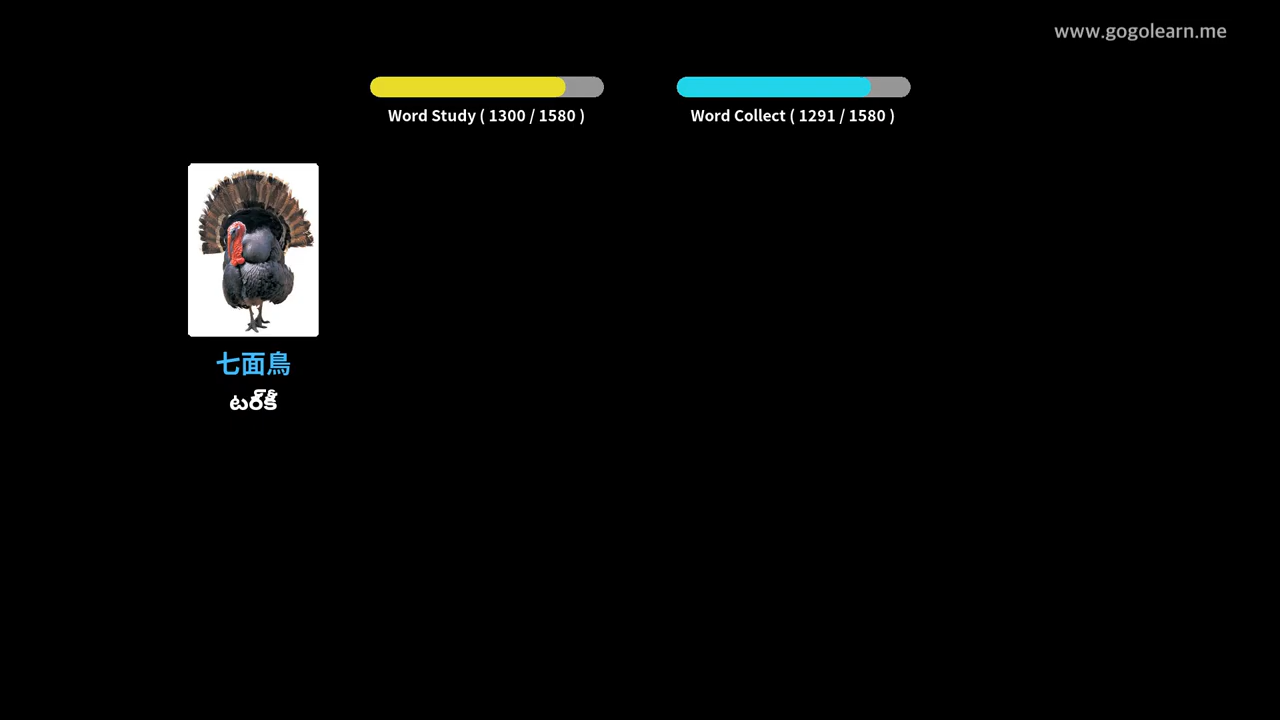 www.gogolearn.me
Word Study ( 1300 / 1580 )
Word Collect ( 1291 / 1580 )
七面鳥
టర్‌కీ